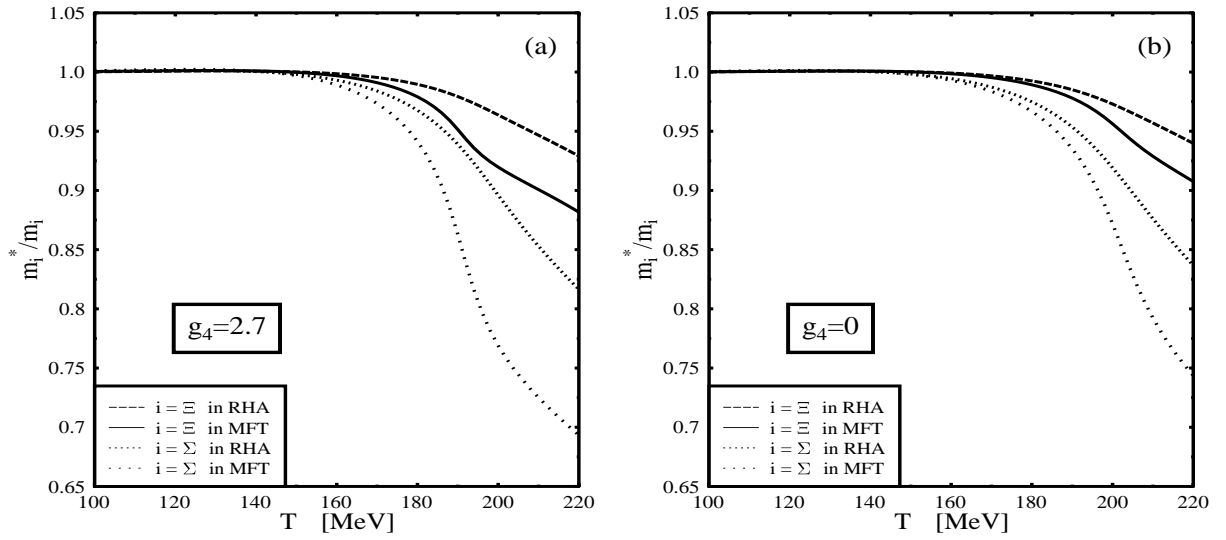 (a)
1.05
1.0
0.95
0.9
0.85
0.8
0.75
0.7
0.65
m_i^*/m_i
g_4=2.7
i = Ξ in RHA
i = Ξ in MFT
i = Σ in RHA
i = Σ in MFT
100 120 140 160 180 200 220
T [MeV]
(b)
1.05
1.0
0.95
0.9
0.85
0.8
0.75
0.7
0.65
m_i^*/m_i
g_4=0
i = Ξ in RHA
i = Ξ in MFT
i = Σ in RHA
i = Σ in MFT
100 120 140 160 180 200 220
T [MeV]